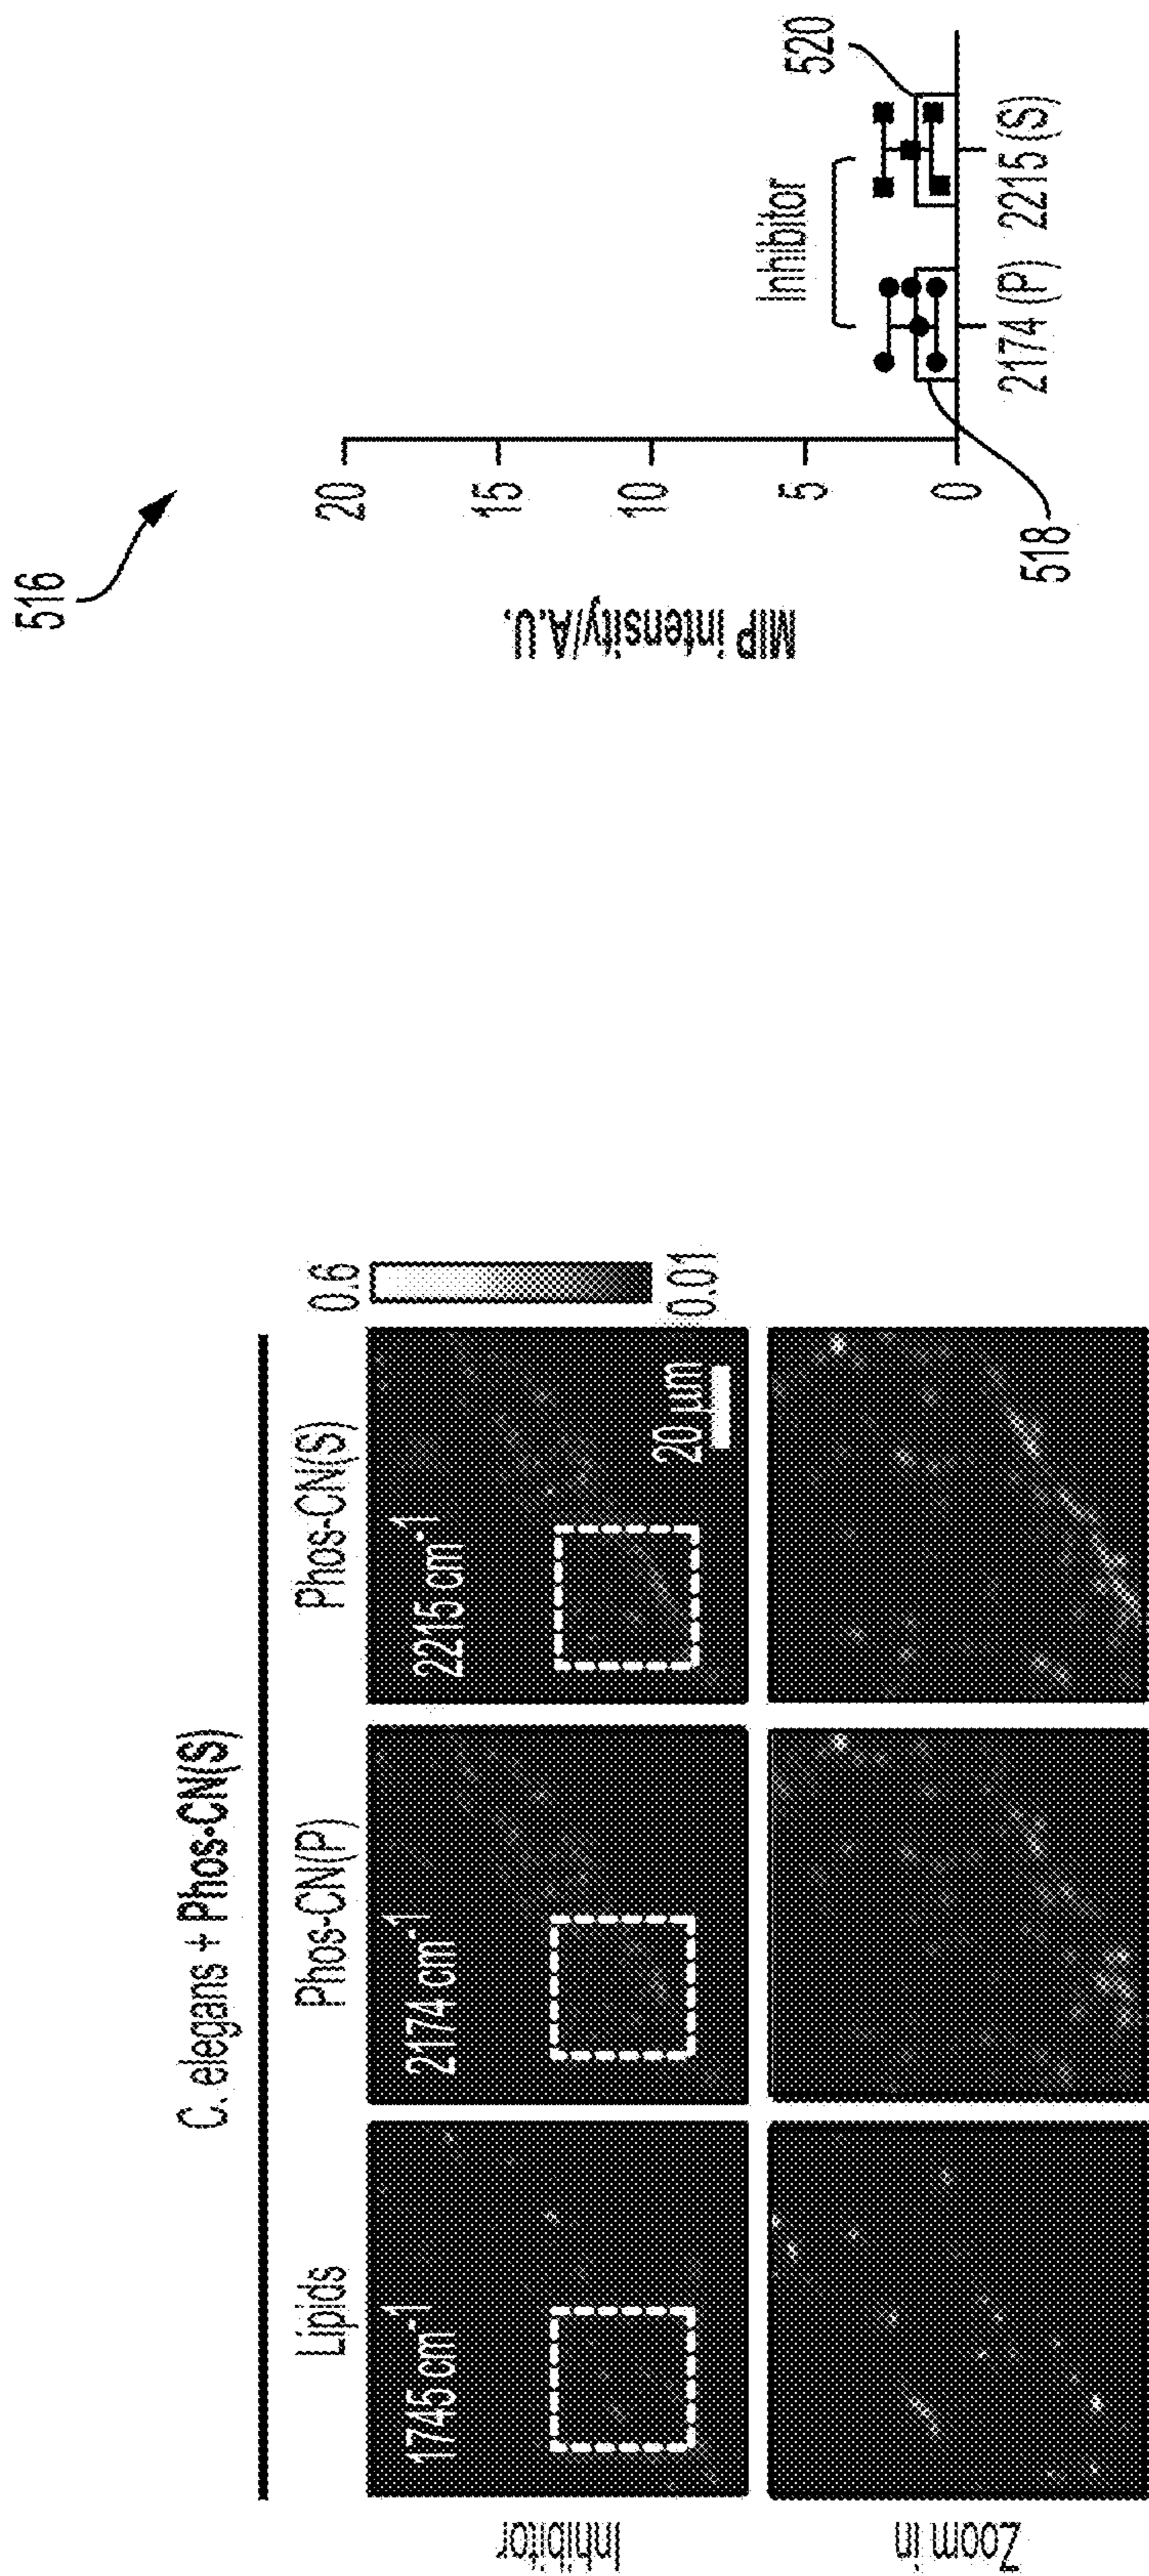 C. elegans + Phos-CN(S)
Lipids
Phos-CN(P)
Phos-CN(S)
Inhibitor
1745 cm-1
2174 cm-1
2215 cm-1
20 µm
0.6
0.01
Zoom in
516
MIP intensity/A.U.
20
15
10
5
0
Inhibitor
2174 (P)
2215 (S)
518
520